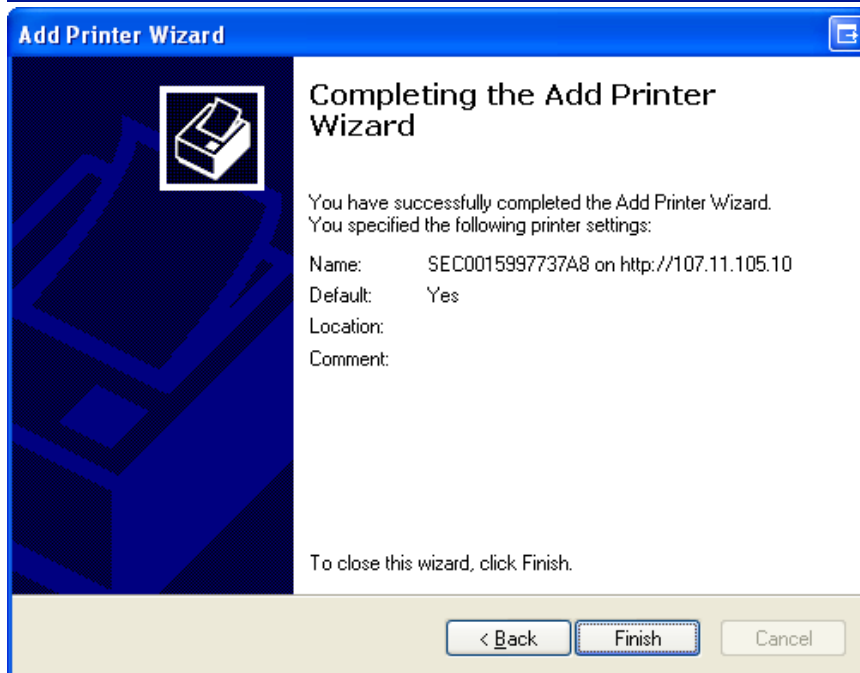 Add Printer Wizard
Completing the Add Printer
Wizard
You have successfully completed the Add Printer Wizard.
You specified the following printer settings:
Name: SEC0015997737A8 on http://107.11.105.10
Default: Yes
Location:
Comment:
To close this wizard, click Finish.
< Back Finish Cancel